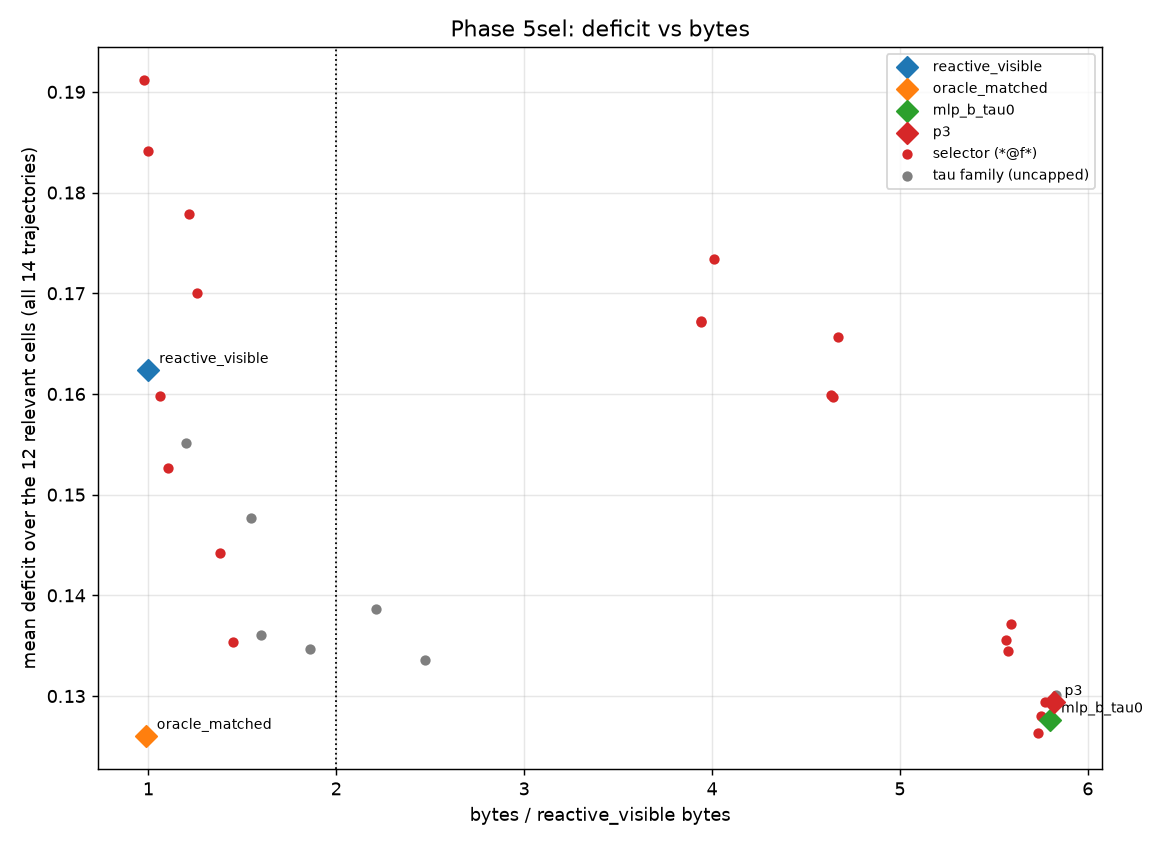 Phase 5sel: deficit vs bytes
reactive_visible
oracle_matched
mlp_b_tau0
p3
selector (*@f*)
tau family (uncapped)
mean deficit over the 12 relevant cells (all 14 trajectories)
0.19
0.18
0.17
0.16
0.15
0.14
0.13
reactive_visible
oracle_matched
p3
mlp_b_tau0
1 2 3 4 5 6
bytes / reactive_visible bytes